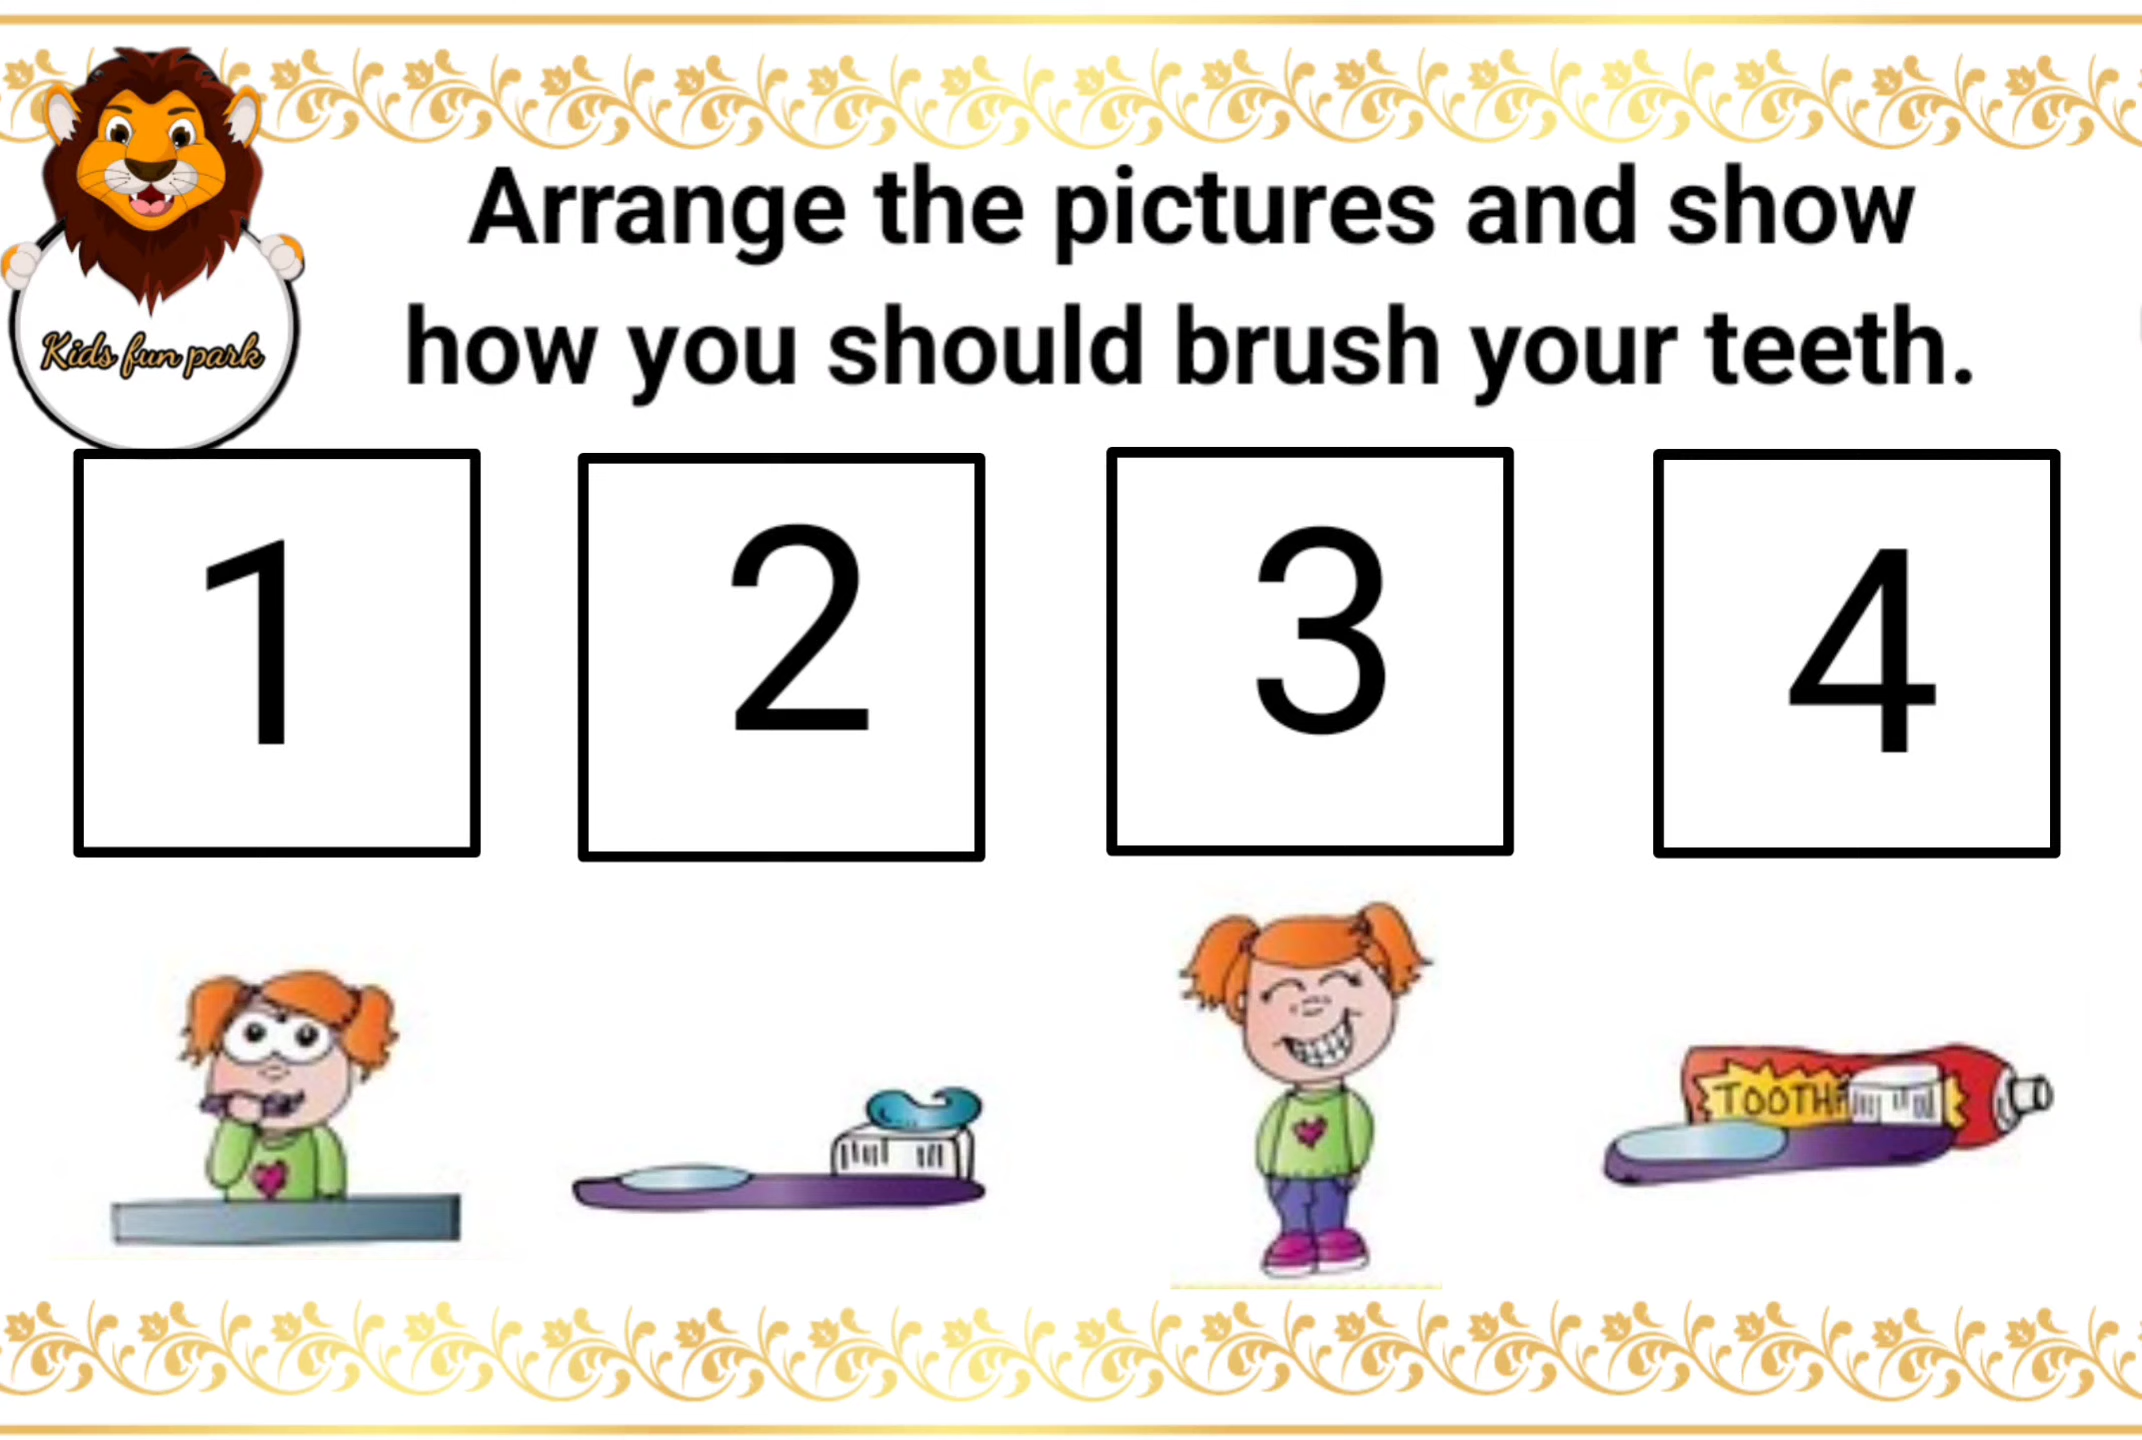 Arrange the pictures and show
how you should brush your teeth.
Kids fun park
1 2 3 4
TOOTH